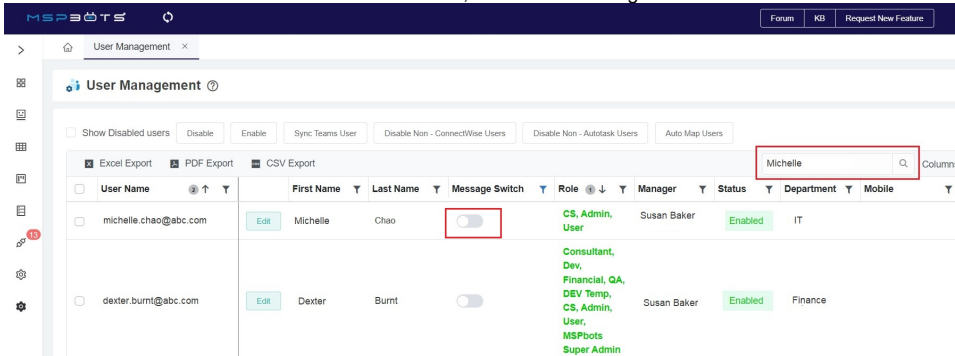 MSPBOTS Forum KB Request New Feature
User Management ×
User Management
Show Disabled users Disable Enable Sync Teams User Disable Non - ConnectWise Users Disable Non - Autotask Users Auto Map Users
Excel Export PDF Export CSV Export Michelle Columns
User Name 2 First Name Last Name Message Switch Role 1 Manager Status Department Mobile
michelle.chao@abc.com Edit Michelle Chao CS, Admin, User Susan Baker Enabled IT
13
dexter.burnt@abc.com Edit Dexter Burnt Consultant, Dev, Financial, QA, DEV Temp, CS, Admin, User, MSPbots Super Admin Susan Baker Enabled Finance